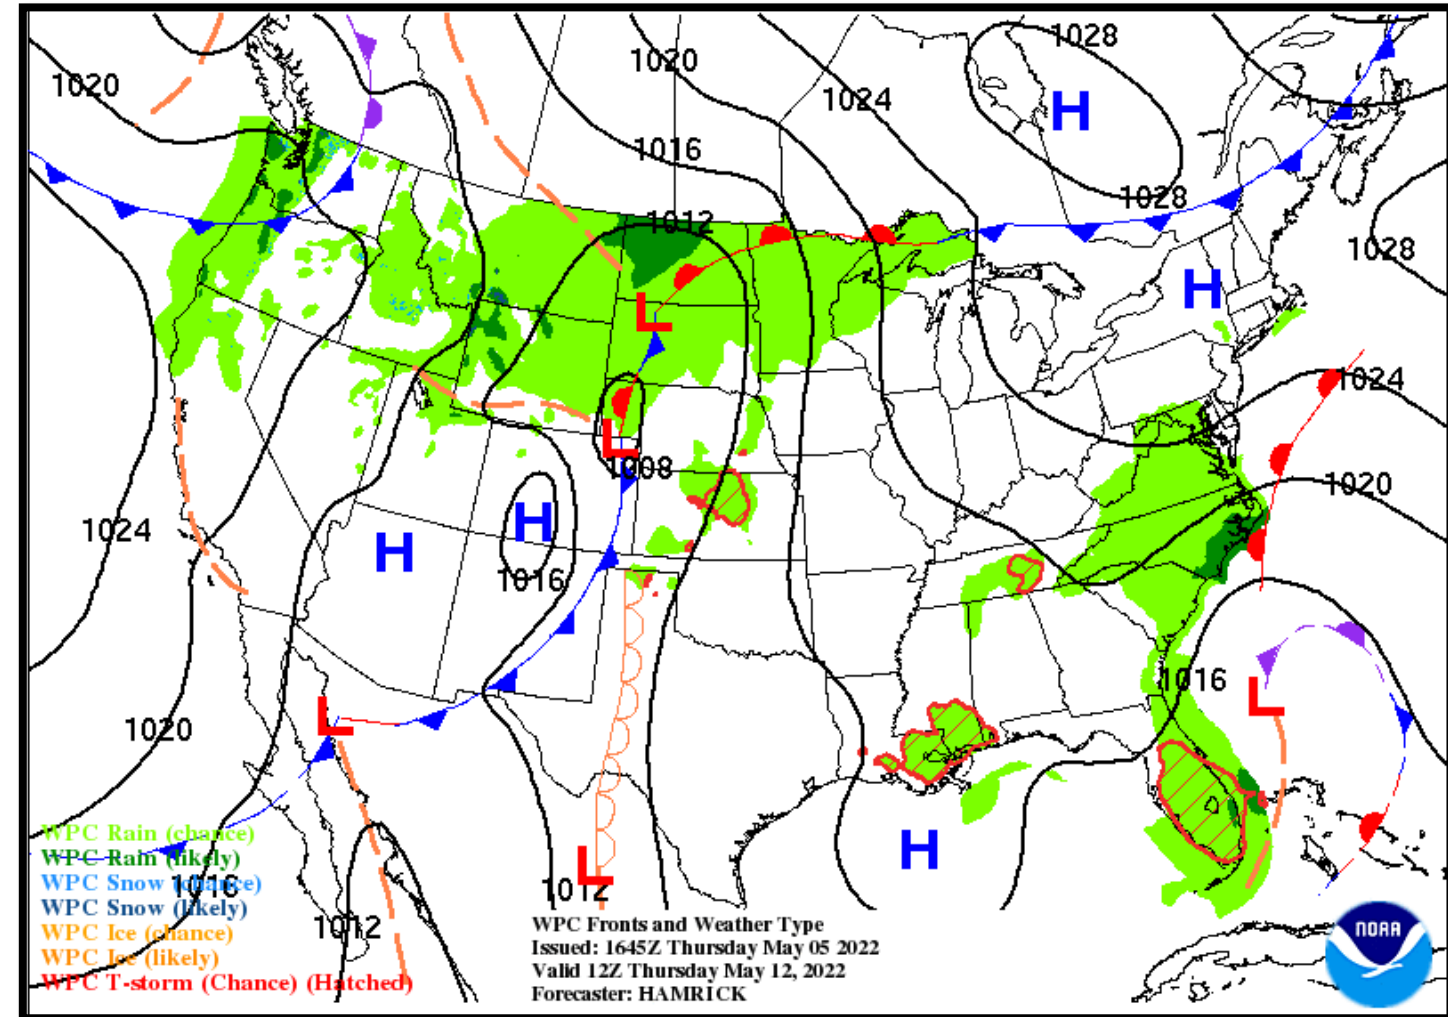 1028
1020
1020
1024
1016
1028
1012
1028
H
H
L
1024
L
1008
1020
1024
H
H
1016
1016
L
L
1020
H
L
1012
1016
1012
WPC Rain (chance)
WPC Rain (likely)
WPC Snow (chance)
WPC Snow (likely)
WPC Ice (chance)
WPC Ice (likely)
WPC T-storm (Chance) (Hatched)
WPC Fronts and Weather Type
Issued: 1645Z Thursday May 05 2022
Valid 12Z Thursday May 12, 2022
Forecaster: HAMRICK
NOAA